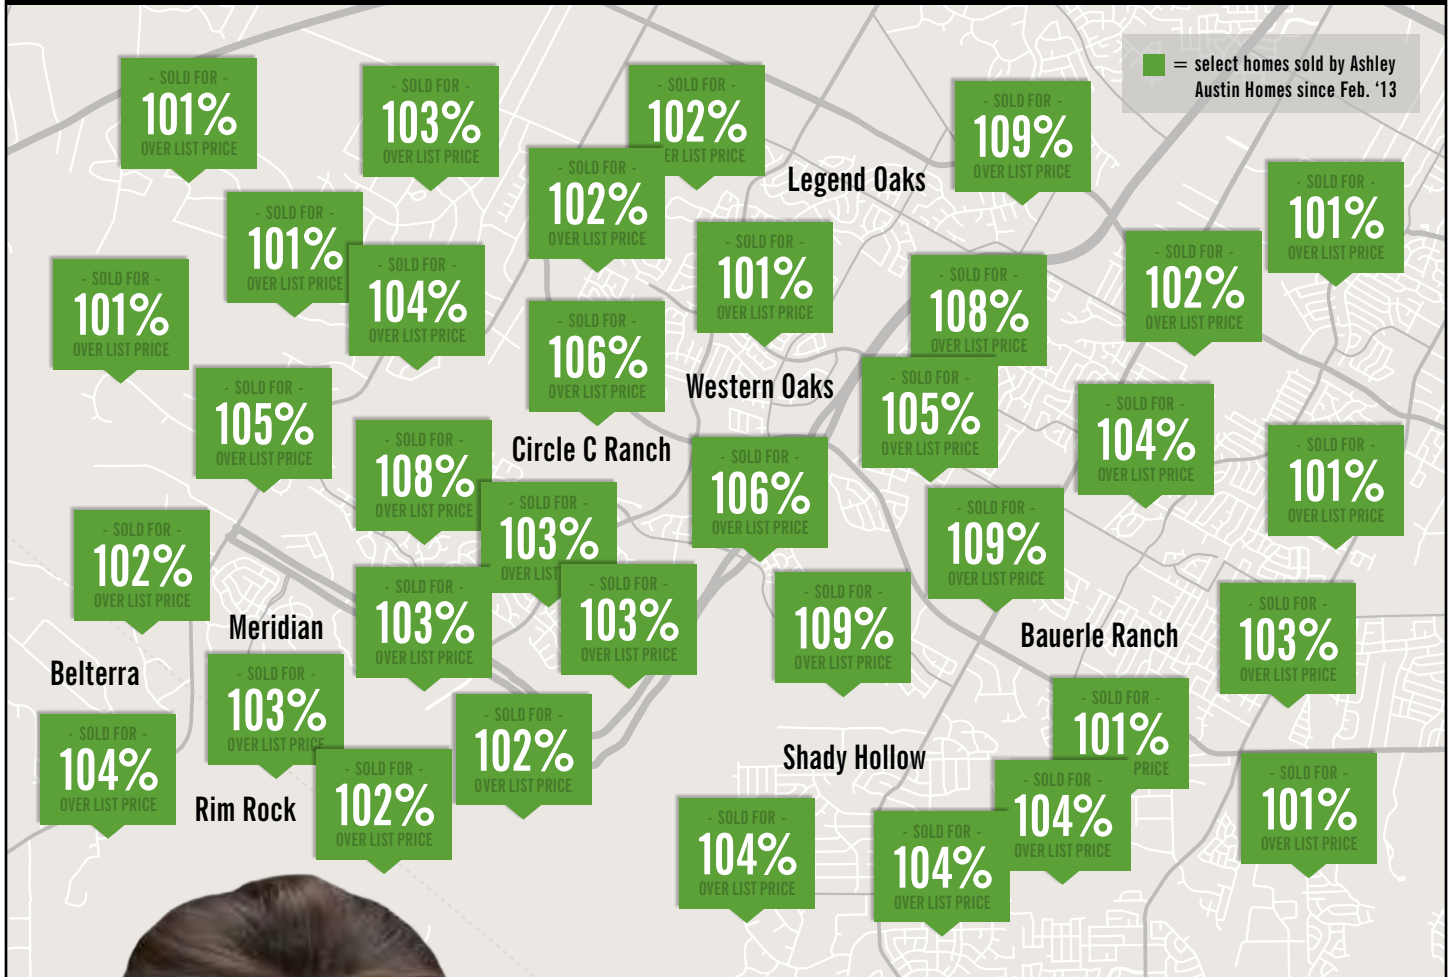 = select homes sold by Ashley
Austin Homes since Feb. ‘13
- SOLD FOR -
101%
OVER LIST PRICE
- SOLD FOR -
103%
OVER LIST PRICE
- SOLD FOR -
102%
ER LIST PRICE
- SOLD FOR -
109%
OVER LIST PRICE
- SOLD FOR -
102%
OVER LIST PRICE
Legend Oaks
- SOLD FOR -
101%
OVER LIST PRICE
- SOLD FOR -
101%
OVER LIST PRICE
- SOLD FOR -
104%
OVER LIST PRICE
- SOLD FOR -
101%
OVER LIST PRICE
- SOLD FOR -
101%
OVER LIST PRICE
- SOLD FOR -
108%
OVER LIST PRICE
- SOLD FOR -
102%
OVER LIST PRICE
- SOLD FOR -
106%
OVER LIST PRICE
Western Oaks
- SOLD FOR -
105%
OVER LIST PRICE
- SOLD FOR -
105%
OVER LIST PRICE
- SOLD FOR -
104%
OVER LIST PRICE
- SOLD FOR -
108%
OVER LIST PRICE
Circle C Ranch
- SOLD FOR -
106%
OVER LIST PRICE
- SOLD FOR -
101%
OVER LIST PRICE
- SOLD FOR -
103%
OVER LIST
- SOLD FOR -
109%
OVER LIST PRICE
- SOLD FOR -
102%
OVER LIST PRICE
Meridian
- SOLD FOR -
103%
OVER LIST PRICE
- SOLD FOR -
103%
OVER LIST PRICE
- SOLD FOR -
109%
OVER LIST PRICE
Bauerle Ranch
- SOLD FOR -
103%
OVER LIST PRICE
Belterra
- SOLD FOR -
103%
OVER LIST PRICE
- SOLD FOR -
104%
OVER LIST PRICE
Rim Rock
- SOLD FOR -
102%
OVER LIST PRICE
- SOLD FOR -
102%
OVER LIST PRICE
Shady Hollow
- SOLD FOR -
101%
PRICE
- SOLD FOR -
104%
OVER LIST PRICE
- SOLD FOR -
101%
OVER LIST PRICE
- SOLD FOR -
104%
OVER LIST PRICE
- SOLD FOR -
104%
OVER LIST PRICE